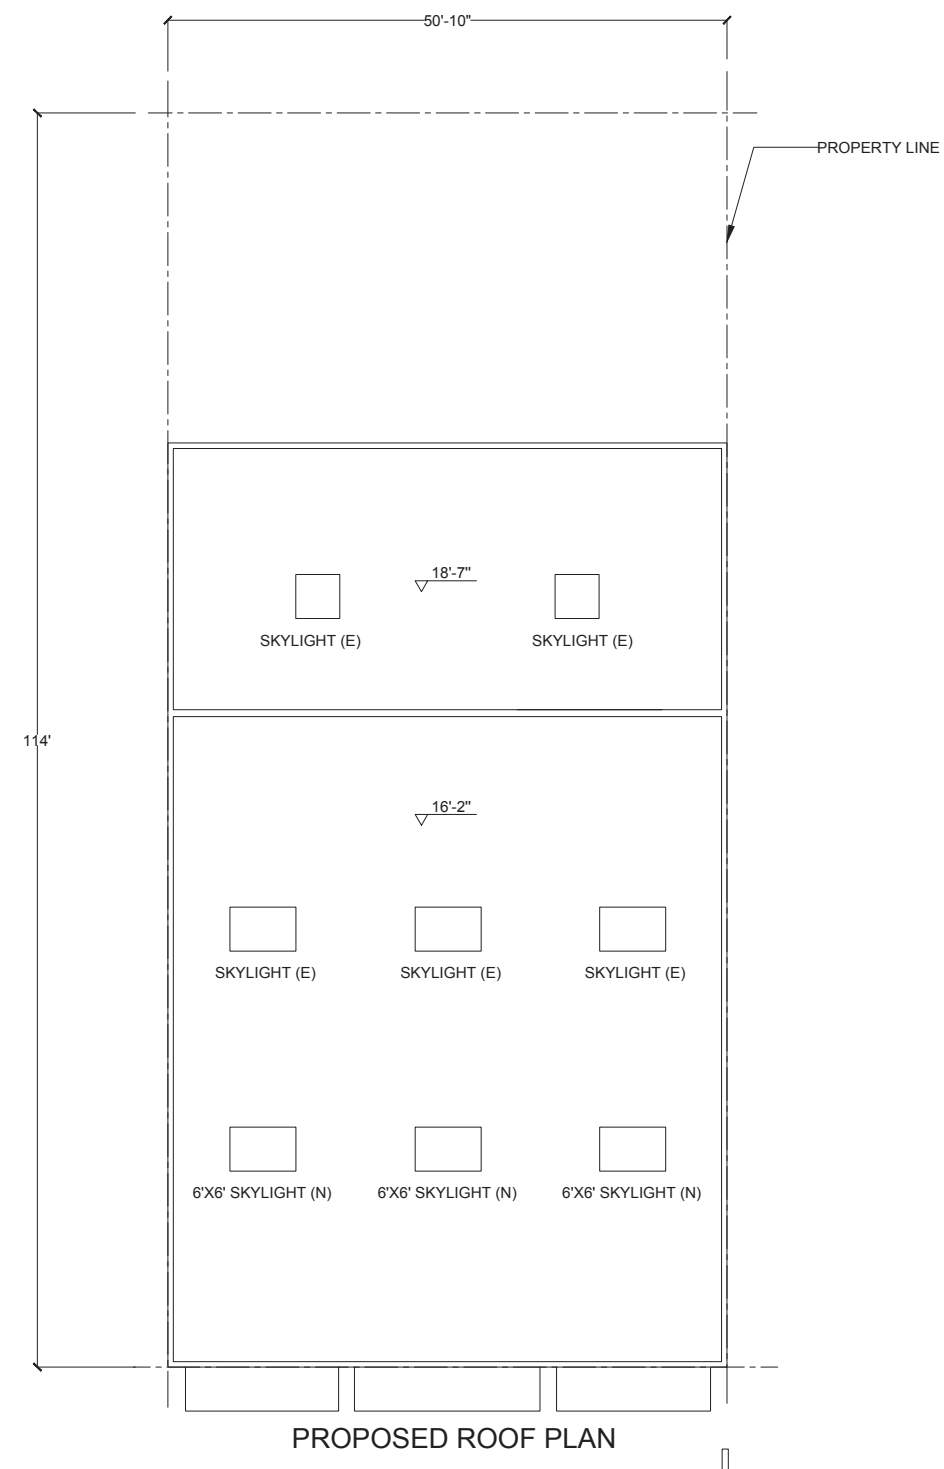 50'-10"
PROPERTY LINE
18'-7"
SKYLIGHT (E) SKYLIGHT (E)
114'
16'-2"
SKYLIGHT (E) SKYLIGHT (E) SKYLIGHT (E)
6'X6' SKYLIGHT (N) 6'X6' SKYLIGHT (N) 6'X6' SKYLIGHT (N)
PROPOSED ROOF PLAN